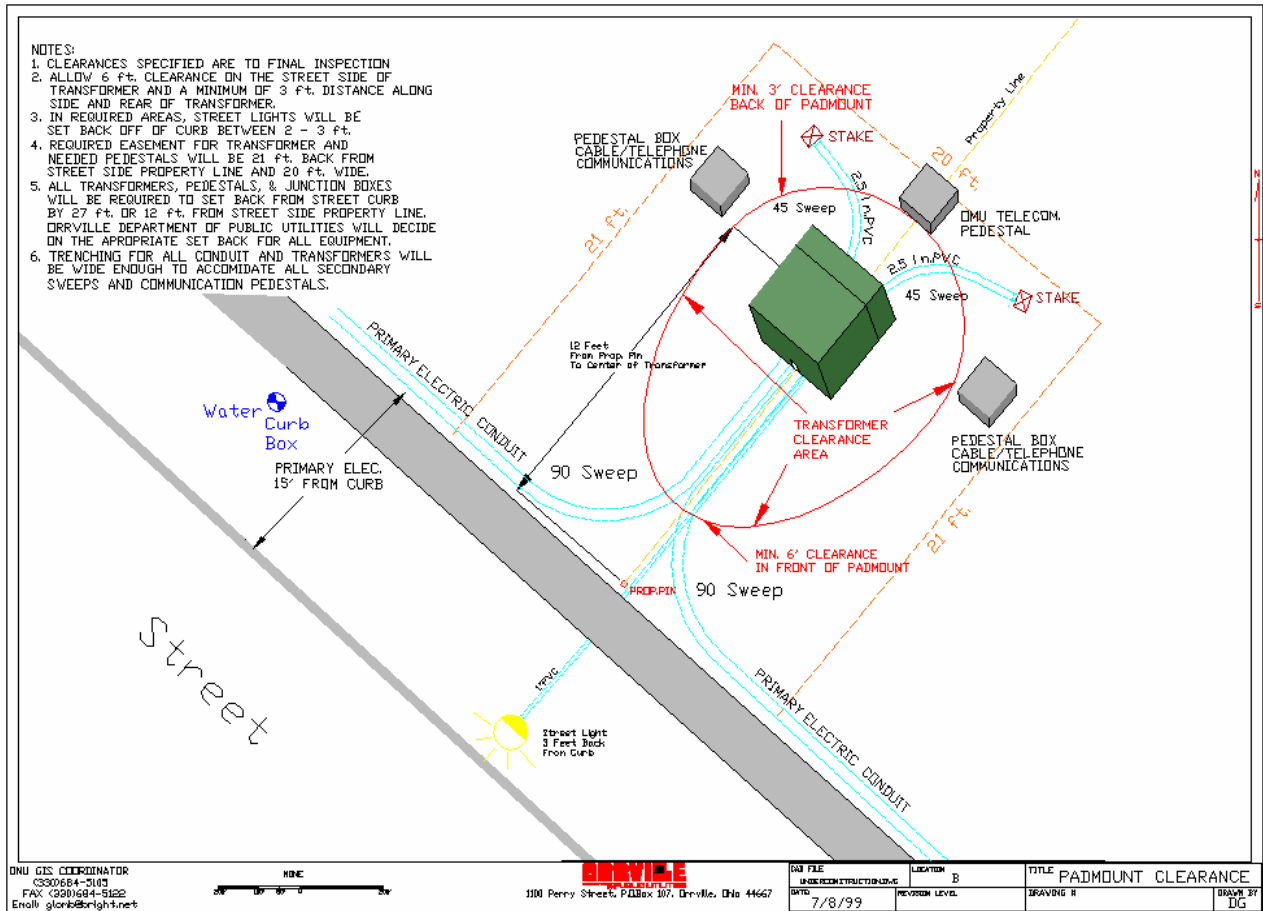 NOTES:
1. CLEARANCES SPECIFIED ARE TO FINAL INSPECTION
2. ALLOW 6 ft. CLEARANCE ON THE STREET SIDE OF
TRANSFORMER AND A MINIMUM OF 3 ft. DISTANCE ALONG
SIDE AND REAR OF TRANSFORMER.
3. IN REQUIRED AREAS, STREET LIGHTS WILL BE
SET BACK OFF OF CURB BETWEEN 2 - 3 ft.
4. REQUIRED EASEMENT FOR TRANSFORMER AND
NEEDED PEDESTALS WILL BE 21 ft. BACK FROM
STREET SIDE PROPERTY LINE AND 20 ft. WIDE.
5. ALL TRANSFORMERS, PEDESTALS, & JUNCTION BOXES
WILL BE REQUIRED TO SET BACK FROM STREET CURB
BY 27 ft. OR 12 ft. FROM STREET SIDE PROPERTY LINE.
ORRVILLE DEPARTMENT OF PUBLIC UTILITIES WILL DECIDE
ON THE APROPRIATE SET BACK FOR ALL EQUIPMENT.
6. TRENCHING FOR ALL CONDUIT AND TRANSFORMERS WILL
BE WIDE ENOUGH TO ACCOMIDATE ALL SECONDARY
SWEEPS AND COMMUNICATION PEDESTALS.
MIN. 3' CLEARANCE
BACK OF PADMOUNT
Property Line
STAKE
PEDESTAL BOX
CABLE/TELEPHONE
COMMUNICATIONS
20 ft.
2.5 in.PVC
45 Sweep
21 ft.
OMU TELECOM.
PEDESTAL
2.5 in.PVC
45 Sweep
STAKE
N
12 Feet
From Prop. Pin
To Center of Transformer
PRIMARY ELECTRIC CONDUIT
Water
Curb
Box
PRIMARY ELEC.
15' FROM CURB
90 Sweep
TRANSFORMER
CLEARANCE
AREA
PEDESTAL BOX
CABLE/TELEPHONE
COMMUNICATIONS
21 ft.
MIN. 6' CLEARANCE
IN FRONT OF PADMOUNT
PROP.PIN
90 Sweep
Street
1"PVC
Street Light
3 Feet Back
From Curb
PRIMARY ELECTRIC CONDUIT
OMU GIS COORDINATOR
FAX (330)684-5122
NONE
ORRVILLE
1100 Perry Street, P.O.Box 107, Orrville, Ohio 44667
CAD FILE
UNDERCONSTRUCTION.DWG
LOCATION
B
TITLE PADMOUNT CLEARANCE
DATE
7/8/99
REVISION LEVEL
DRAWING #
DRAWN BY
DG